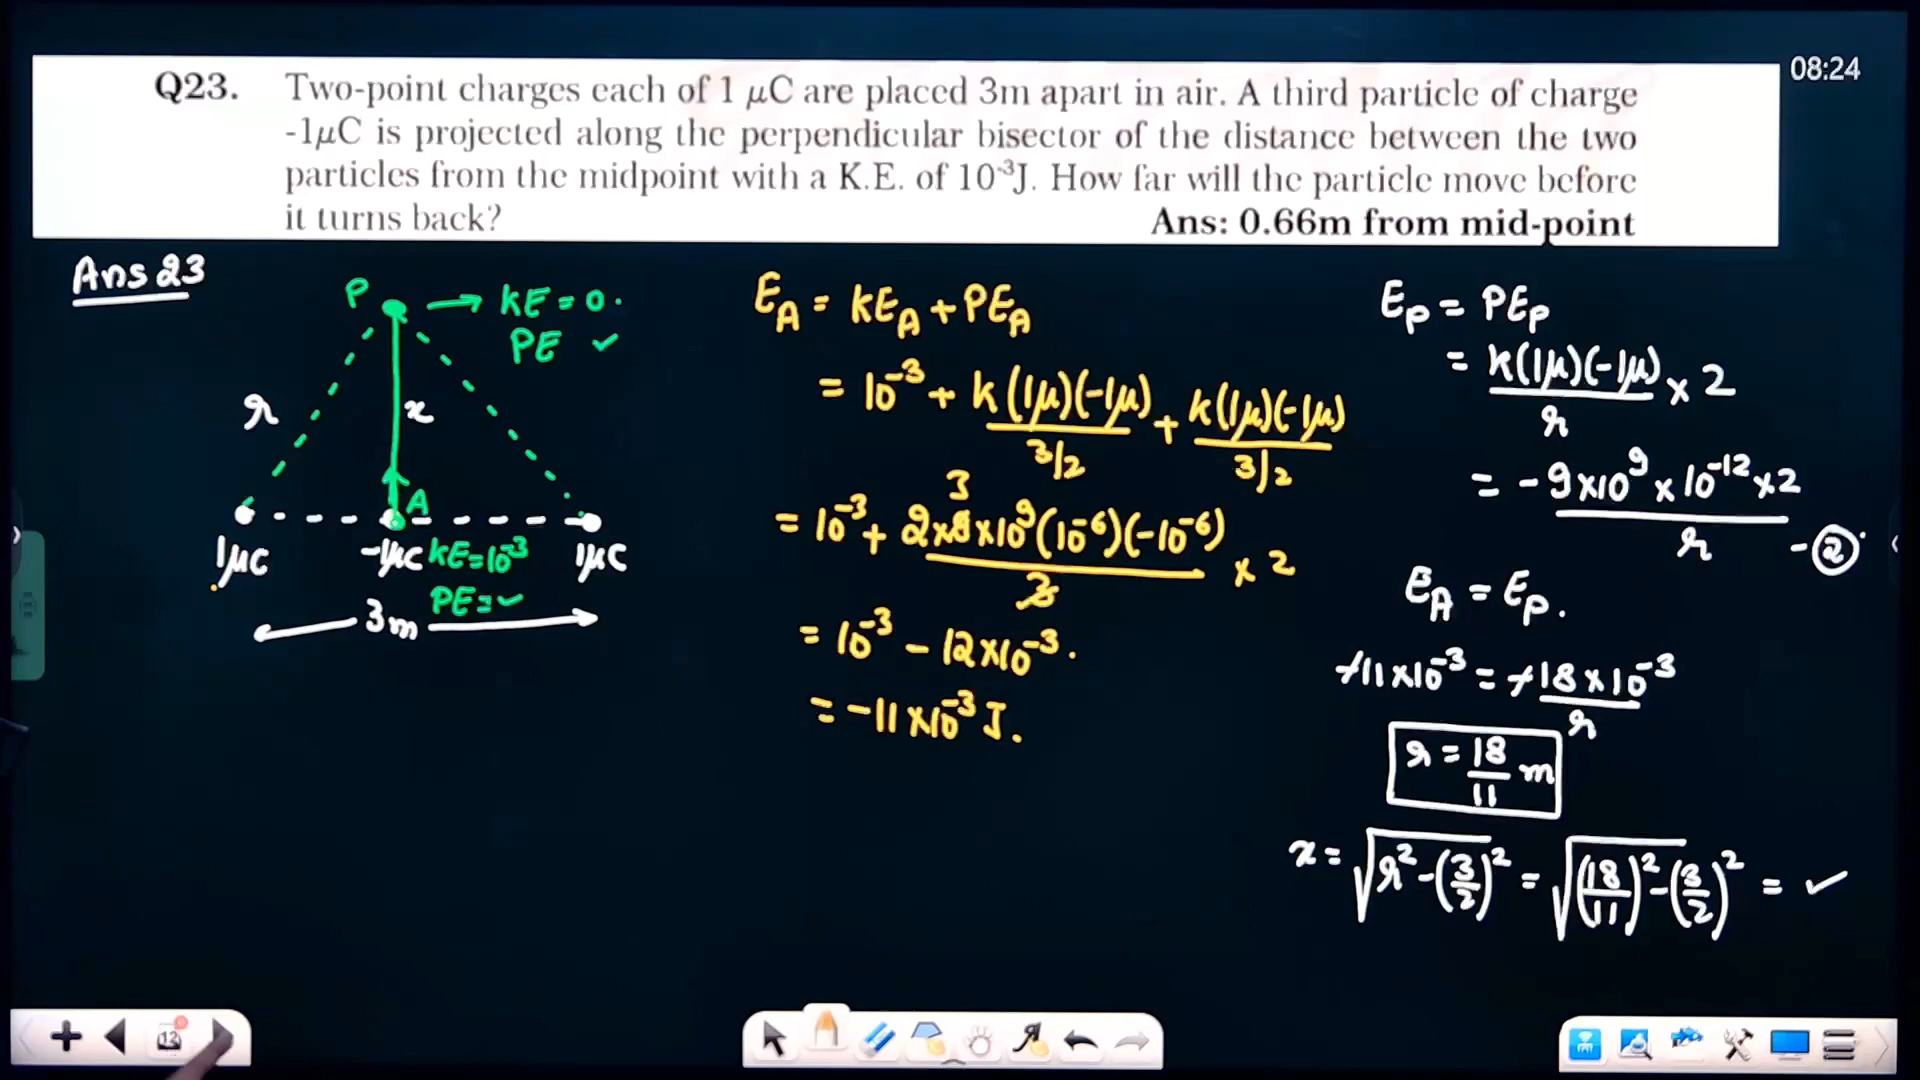 08:24
Q23. Two-point charges each of 1 μC are placed 3m apart in air. A third particle of charge
-1μC is projected along the perpendicular bisector of the distance between the two
particles from the midpoint with a K.E. of 10⁻³J. How far will the particle move before
it turns back? Ans: 0.66m from mid-point
Ans 23
P → KE = 0.
PE ✓
r
x
A
1μC -1μC KE=10⁻³ 1μC
PE=✓
3m
E_A = KE_A + PE_A
= 10⁻³ + K(1μ)(-1μ)/3/2 + K(1μ)(-1μ)/3/2
= 10⁻³ + 2×9×10⁹(10⁻⁶)(-10⁻⁶)/3 × 2
3
= 10⁻³ - 12×10⁻³.
= -11×10⁻³ J.
E_P = PE_P
= K(1μ)(-1μ)/r × 2
= -9×10⁹ × 10⁻¹² × 2/r -②
E_A = E_P.
-11×10⁻³ = -18×10⁻³/r
r = 18/11 m
x = √(r² - (3/2)²) = √((18/11)² - (3/2)²) = ✓
12